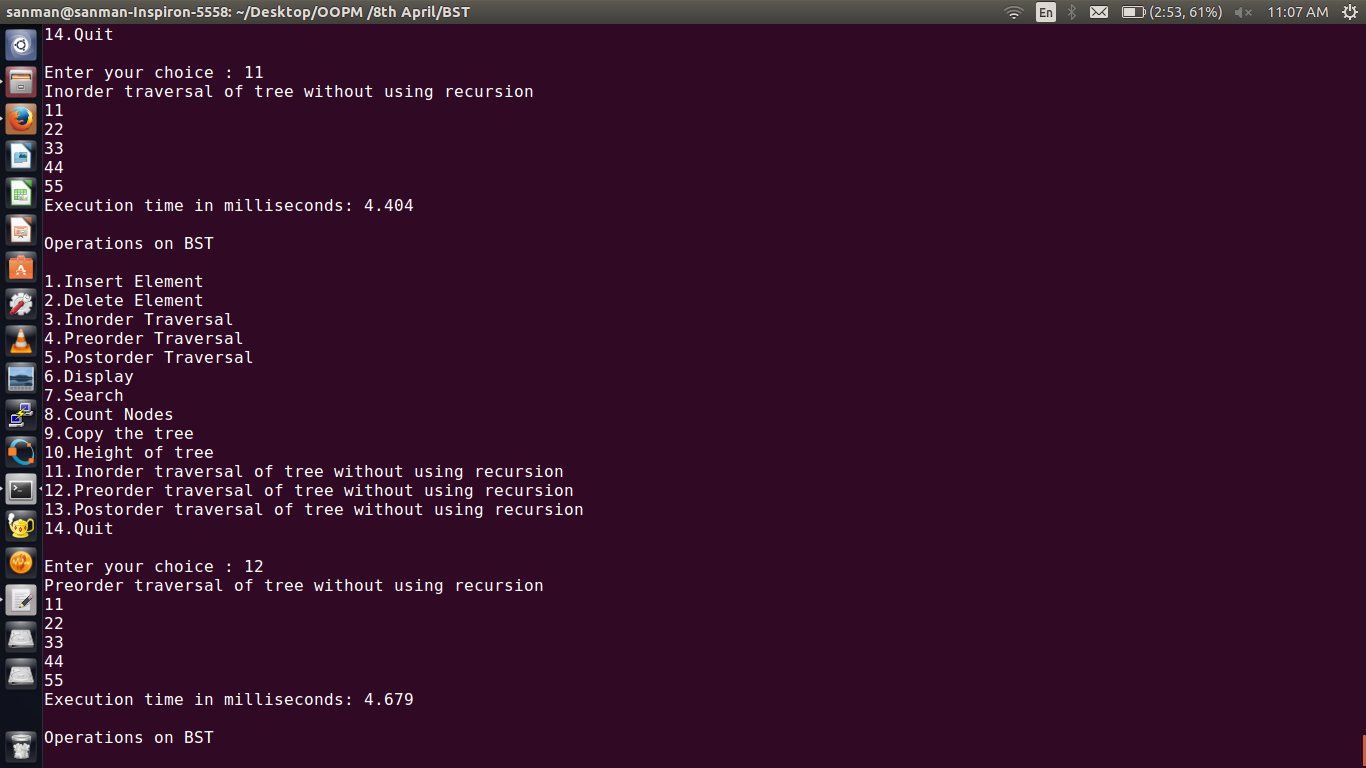 sanman@sanman-Inspiron-5558: ~/Desktop/OOPM /8th April/BST
En
(2:53, 61%)
11:07 AM
14.Quit
Enter your choice : 11
Inorder traversal of tree without using recursion
11
22
33
44
55
Execution time in milliseconds: 4.404
Operations on BST
1.Insert Element
2.Delete Element
3.Inorder Traversal
4.Preorder Traversal
5.Postorder Traversal
6.Display
7.Search
8.Count Nodes
9.Copy the tree
10.Height of tree
11.Inorder traversal of tree without using recursion
12.Preorder traversal of tree without using recursion
13.Postorder traversal of tree without using recursion
14.Quit
Enter your choice : 12
Preorder traversal of tree without using recursion
11
22
33
44
55
Execution time in milliseconds: 4.679
Operations on BST